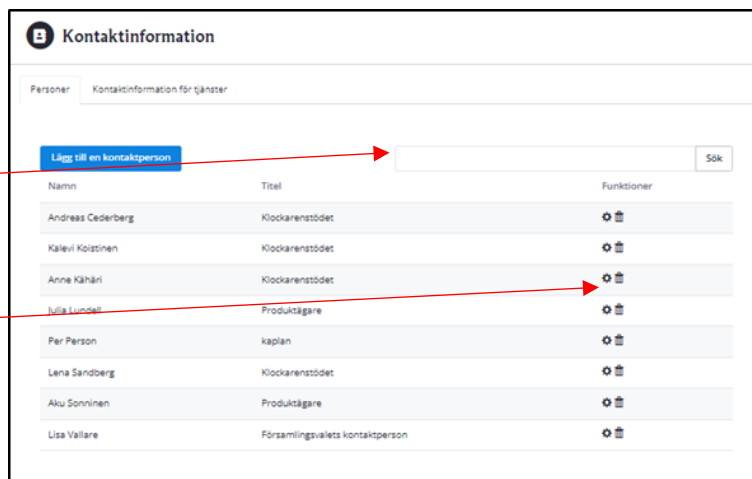 Kontaktinformation
Personer Kontaktinformation för tjänster
Lägg till en kontaktperson Sök
Namn Titel Funktioner
Andreas Cederberg Klockarenstödet
Kalevi Koistinen Klockarenstödet
Anne Kähäri Klockarenstödet
Julia Lundell Produktägare
Per Person kaplan
Lena Sandberg Klockarenstödet
Aku Sonninen Produktägare
Lisa Vallare Församlingsvalets kontaktperson